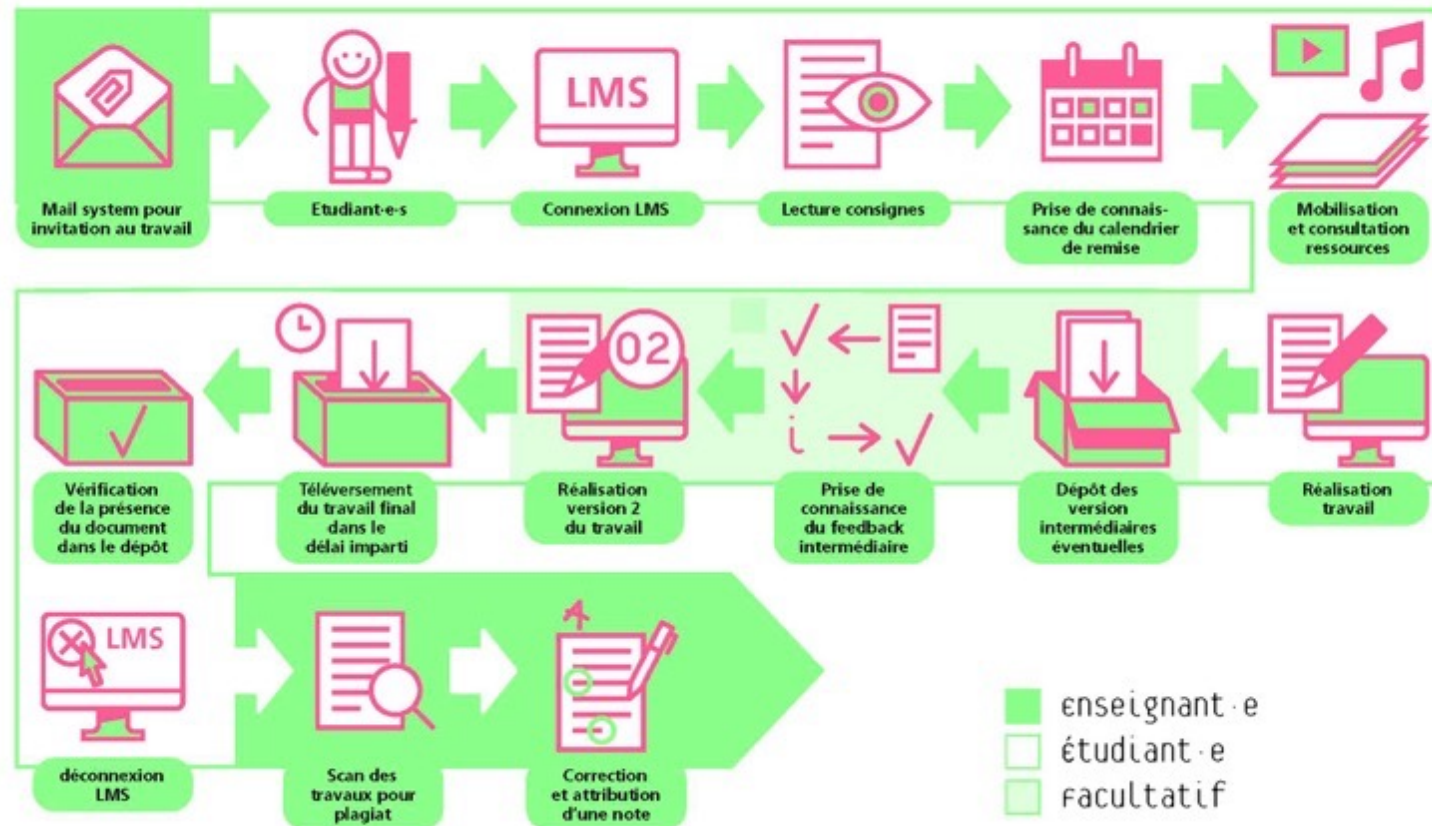 LMS
Mail system pour
invitation au travail
Etudiant·e·s
Connexion LMS
Lecture consignes
Prise de connais-
sance du calendrier
de remise
Mobilisation
et consultation
ressources
02
i
Vérification
de la présence
du document
dans le dépôt
Téléversement
du travail final
dans le
délai imparti
Réalisation
version 2
du travail
Prise de
connaissance
du feedback
intermédiaire
Dépôt des
version
intermédiaires
éventuelles
Réalisation
travail
LMS
A
déconnexion
LMS
Scan des
travaux pour
plagiat
Correction
et attribution
d'une note
enseignant·e
étudiant·e
facultatif